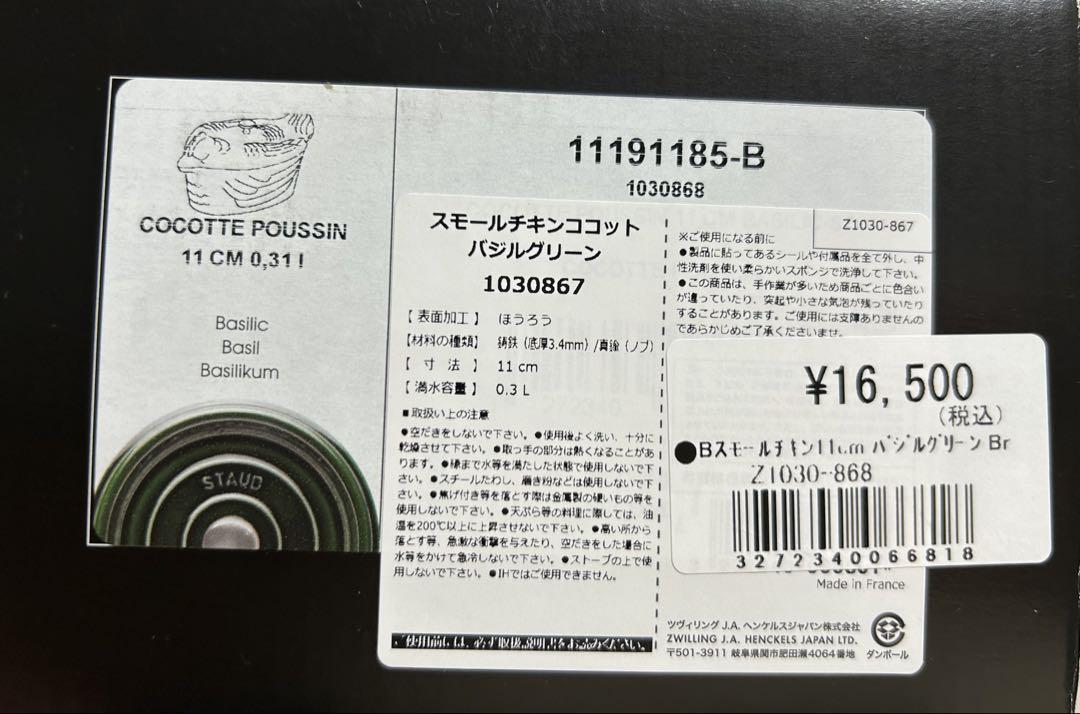 COCOTTE POUSSIN
11 CM 0,31 l
Basilic
Basil
Basilikum
STAUB
11191185-B
1030868
スモールチキンココット
バジルグリーン
1030867
【表面加工】 ほうろう
【材料の種類】 鋳鉄（底厚3.4mm）/真鍮（ノブ）
【 寸 法 】 11 cm
【満水容量】 0.3 L
■取扱い上の注意
●空だきをしないで下さい。●使用後よく洗い、十分に
乾燥させて下さい。●取っ手の部分は熱くなることがあ
ります。●縁まで水等を満たした状態で使用しないで下
さい。●スチールたわし、磨き粉などは使用しないで下
さい。●焦げ付き等を落とす際は金属製の硬いもの等を
使用しないで下さい。●天ぷら等の料理に際しては、油
温を200℃以上に上昇させないで下さい。●高い所から
落とす等、急激な衝撃を与えたり、空だきをした場合に
水等をかけて急冷しないで下さい。●ストーブの上で使
用しないで下さい。●IHではご使用できません。
使用前には、必ず取扱説明書をお読みください。
Z1030-867
※ご使用になる前に
●製品に貼ってあるシールや付属品を全て外し、中
性洗剤を使い柔らかいスポンジで洗浄して下さい。
●この商品は、手作業が多いため商品ごとに色合い
が違っていたり、突起や小さな気泡が残っていたり
することがあります。ご使用には支障ありませんの
であらかじめご了承くださいませ。
¥16,500
（税込）
●Bスモールチキン11cm バジルグリーン Br
Z1030-868
3272340066818
Made in France
ツヴィリング J.A. ヘンケルスジャパン株式会社
ZWILLING J.A. HENCKELS JAPAN LTD.
〒501-3911 岐阜県関市肥田瀬4064番地
ダンボール